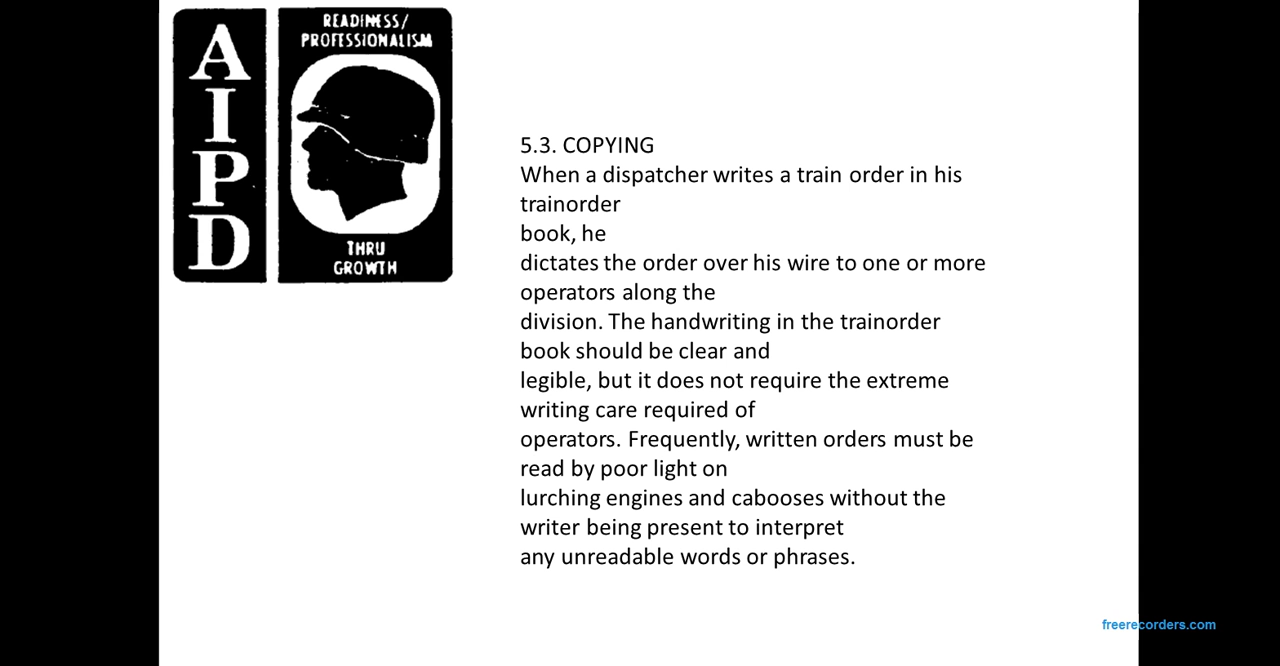 A
I
P
D
READINESS/
PROFESSIONALISM
THRU
GROWTH
5.3. COPYING
When a dispatcher writes a train order in his
trainorder
book, he
dictates the order over his wire to one or more
operators along the
division. The handwriting in the trainorder
book should be clear and
legible, but it does not require the extreme
writing care required of
operators. Frequently, written orders must be
read by poor light on
lurching engines and cabooses without the
writer being present to interpret
any unreadable words or phrases.
freerecorders.com